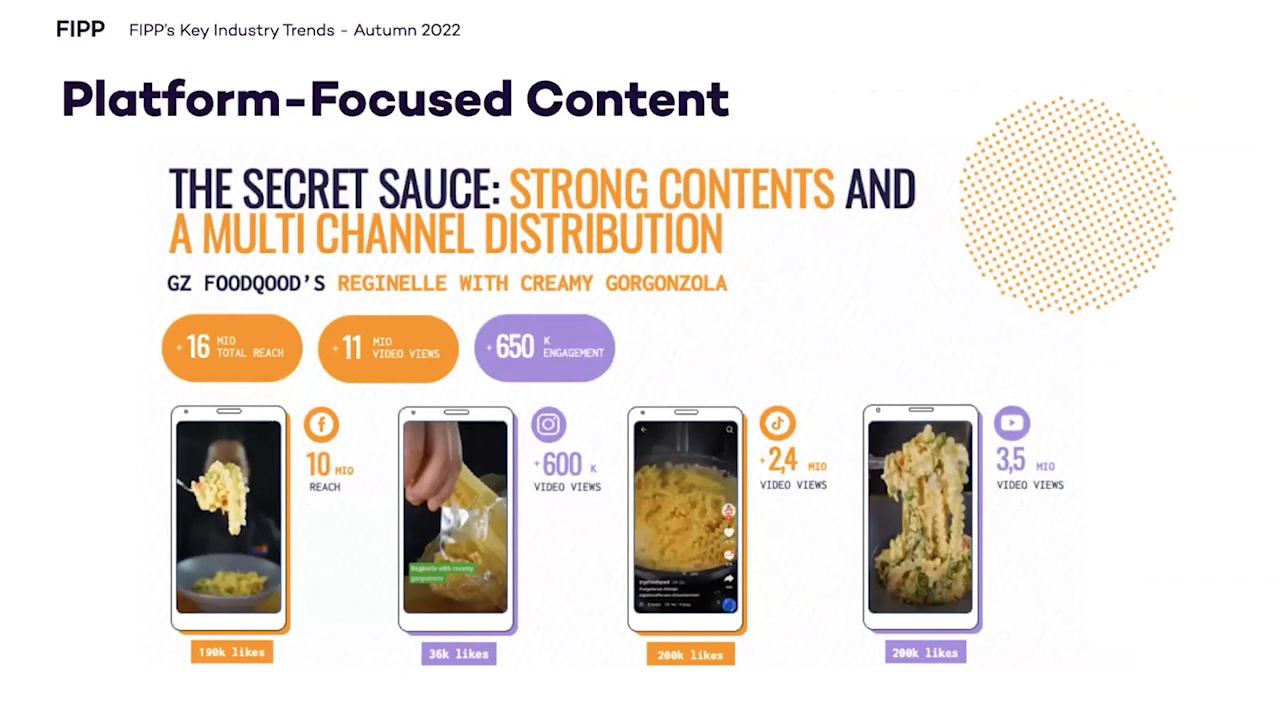 FIPP FIPP's Key Industry Trends - Autumn 2022
Platform-Focused Content
THE SECRET SAUCE: STRONG CONTENTS AND
A MULTI CHANNEL DISTRIBUTION
GZ FOODQOOD'S REGINELLE WITH CREAMY GORGONZOLA
+16 MIO
TOTAL REACH
+11 MIO
VIDEO VIEWS
+650 K
ENGAGEMENT
10 MIO
REACH
190k likes
+600 K
VIDEO VIEWS
Reginelle with creamy
gorgonzola
36k likes
+2,4 MIO
VIDEO VIEWS
200k likes
3,5 MIO
VIDEO VIEWS
200k likes